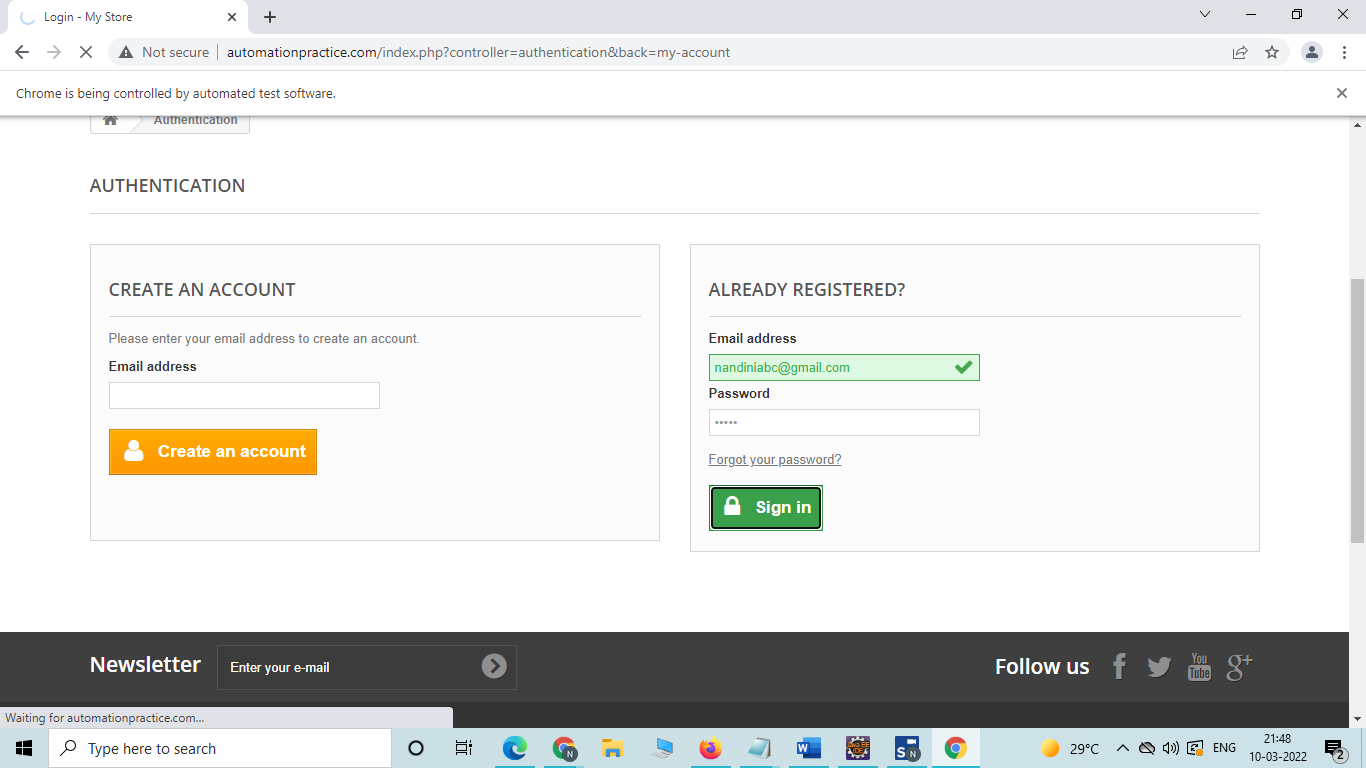 Login - My Store
Not secure
automationpractice.com/index.php?controller=authentication&back=my-account
Chrome is being controlled by automated test software.
Authentication
AUTHENTICATION
CREATE AN ACCOUNT
Please enter your email address to create an account.
Email address
Create an account
ALREADY REGISTERED?
Email address
nandiniabc@gmail.com
Password
•••••
Forgot your password?
Sign in
Newsletter
Enter your e-mail
Follow us
f
You
Tube
g+
Waiting for automationpractice.com...
Type here to search
N
W
S N
29°C
ENG
21:48
10-03-2022
2